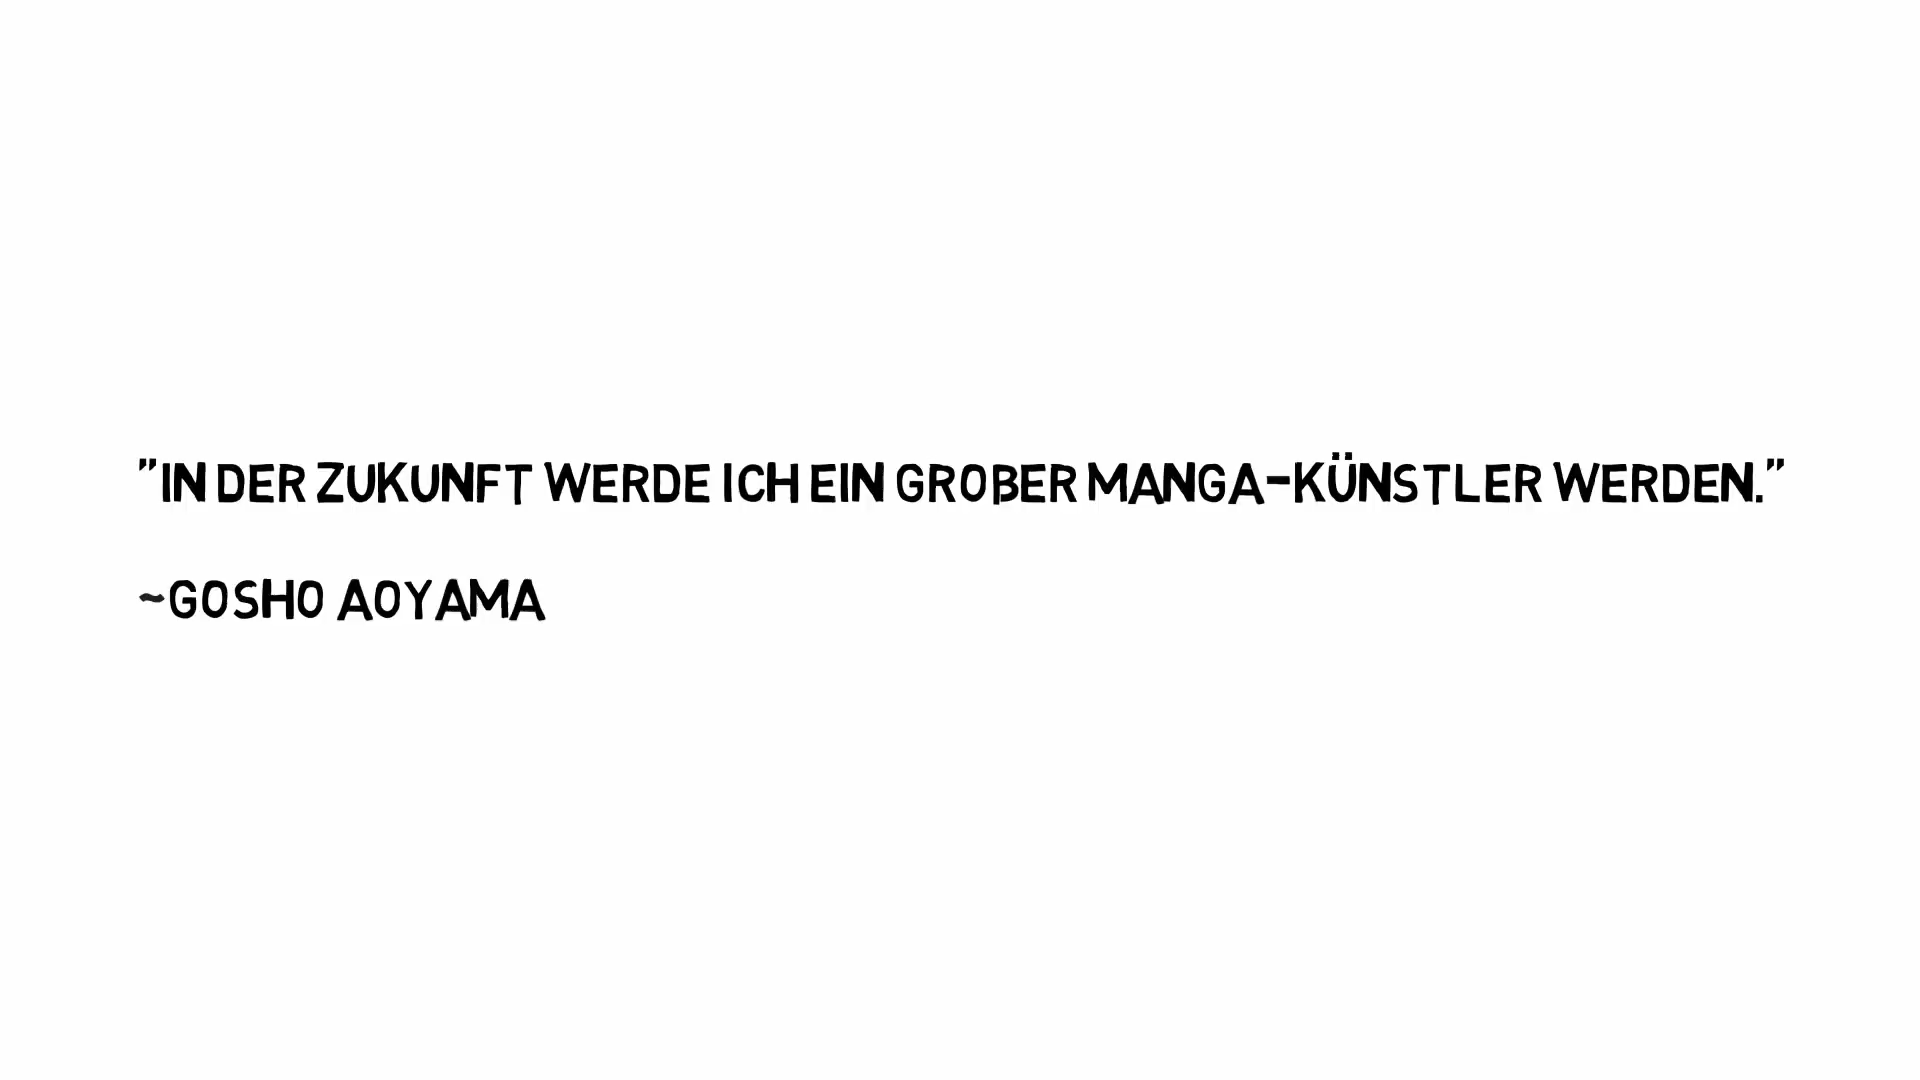 "IN DER ZUKUNFT WERDE ICH EIN GROßER MANGA-KÜNSTLER WERDEN."
~GOSHO AOYAMA